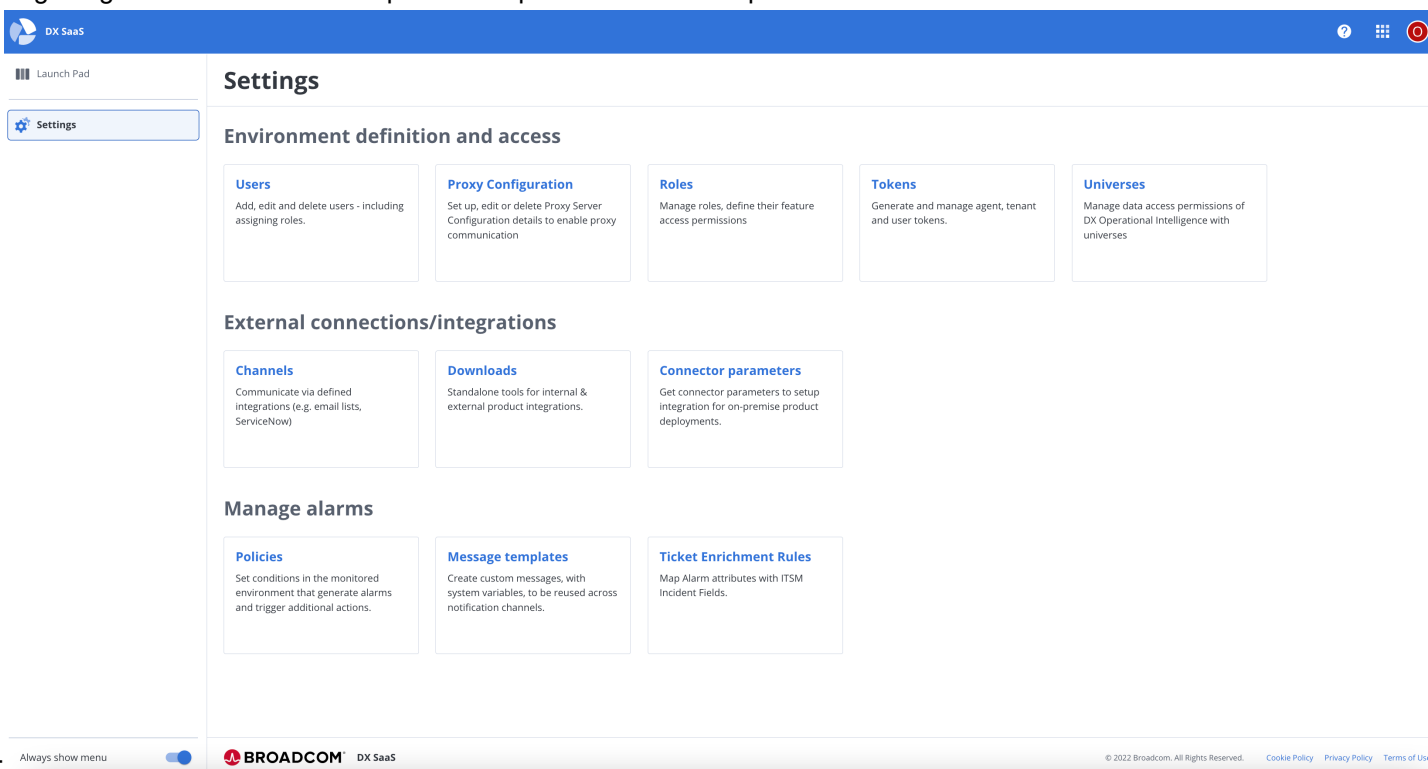 DX SaaS
O
Launch Pad
Settings
Settings
Environment definition and access
Users
Add, edit and delete users - including
assigning roles.
Proxy Configuration
Set up, edit or delete Proxy Server
Configuration details to enable proxy
communication
Roles
Manage roles, define their feature
access permissions
Tokens
Generate and manage agent, tenant
and user tokens.
Universes
Manage data access permissions of
DX Operational Intelligence with
universes
External connections/integrations
Channels
Communicate via defined
integrations (e.g. email lists,
ServiceNow)
Downloads
Standalone tools for internal &
external product integrations.
Connector parameters
Get connector parameters to setup
integration for on-premise product
deployments.
Manage alarms
Policies
Set conditions in the monitored
environment that generate alarms
and trigger additional actions.
Message templates
Create custom messages, with
system variables, to be reused across
notification channels.
Ticket Enrichment Rules
Map Alarm attributes with ITSM
Incident Fields.
Always show menu
BROADCOM DX SaaS
© 2022 Broadcom. All Rights Reserved. Cookie Policy Privacy Policy Terms of